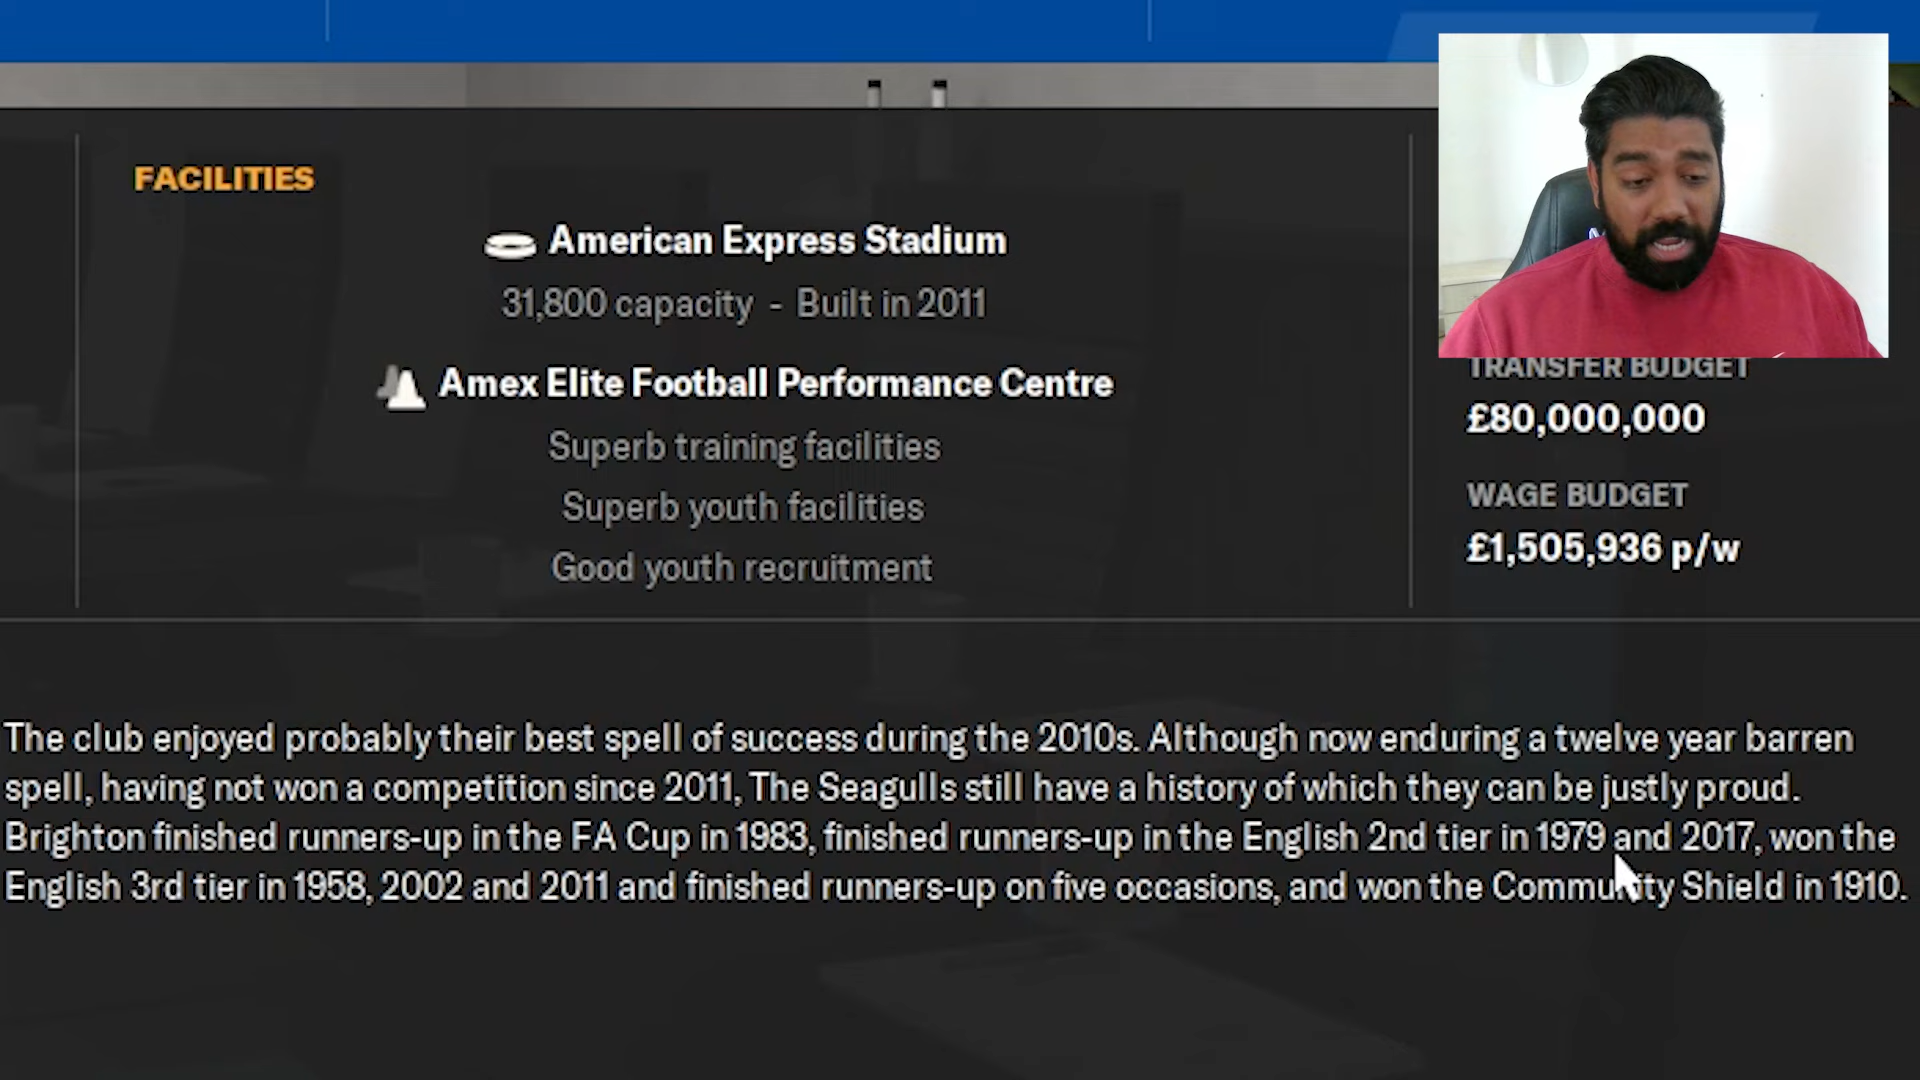 FACILITIES
American Express Stadium
31,800 capacity - Built in 2011
Amex Elite Football Performance Centre
Superb training facilities
Superb youth facilities
Good youth recruitment
TRANSFER BUDGET
£80,000,000
WAGE BUDGET
£1,505,936 p/w
The club enjoyed probably their best spell of success during the 2010s. Although now enduring a twelve year barren
spell, having not won a competition since 2011, The Seagulls still have a history of which they can be justly proud.
Brighton finished runners-up in the FA Cup in 1983, finished runners-up in the English 2nd tier in 1979 and 2017, won the
English 3rd tier in 1958, 2002 and 2011 and finished runners-up on five occasions, and won the Community Shield in 1910.